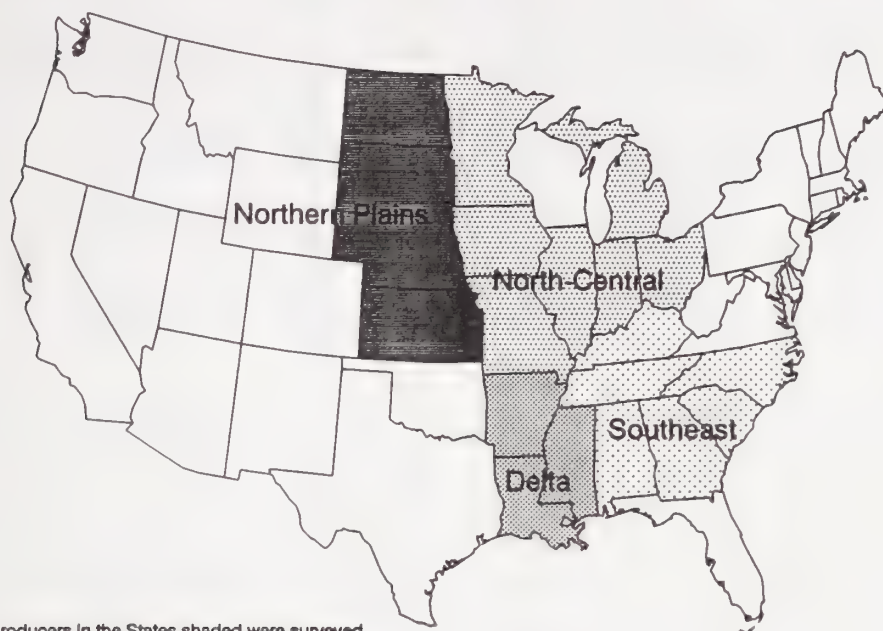 Northern Plains
North-Central
Southeast
Delta
roducers in the States shaded were surveyed